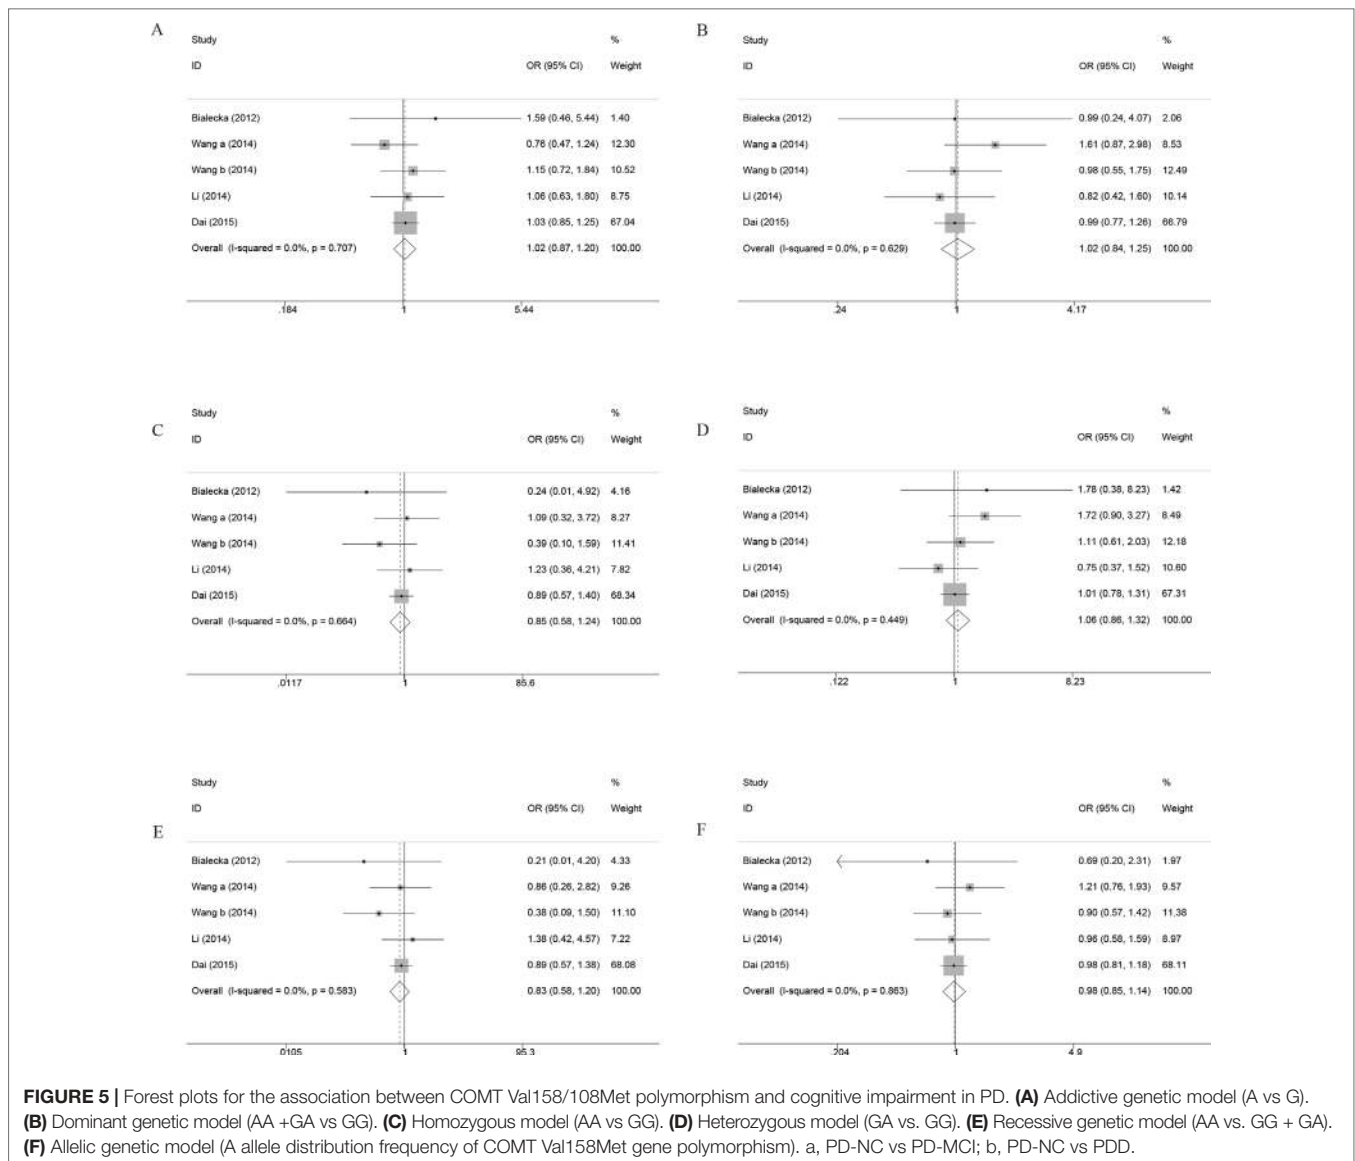 A
Study %
ID OR (95% CI) Weight
Bialecka (2012) 1.59 (0.46, 5.44) 1.40
Wang a (2014) 0.76 (0.47, 1.24) 12.30
Wang b (2014) 1.15 (0.72, 1.84) 10.52
Li (2014) 1.06 (0.63, 1.80) 8.75
Dai (2015) 1.03 (0.85, 1.25) 67.04
Overall (I-squared = 0.0%, p = 0.707) 1.02 (0.87, 1.20) 100.00
.184 1 5.44
B
Study %
ID OR (95% CI) Weight
Bialecka (2012) 0.99 (0.24, 4.07) 2.06
Wang a (2014) 1.61 (0.87, 2.98) 8.53
Wang b (2014) 0.98 (0.55, 1.75) 12.49
Li (2014) 0.82 (0.42, 1.60) 10.14
Dai (2015) 0.99 (0.77, 1.26) 66.79
Overall (I-squared = 0.0%, p = 0.629) 1.02 (0.84, 1.25) 100.00
.24 1 4.17
C
Study %
ID OR (95% CI) Weight
Bialecka (2012) 0.24 (0.01, 4.92) 4.16
Wang a (2014) 1.09 (0.32, 3.72) 8.27
Wang b (2014) 0.39 (0.10, 1.59) 11.41
Li (2014) 1.23 (0.36, 4.21) 7.82
Dai (2015) 0.89 (0.57, 1.40) 68.34
Overall (I-squared = 0.0%, p = 0.664) 0.85 (0.58, 1.24) 100.00
.0117 1 85.6
D
Study %
ID OR (95% CI) Weight
Bialecka (2012) 1.78 (0.38, 8.23) 1.42
Wang a (2014) 1.72 (0.90, 3.27) 8.49
Wang b (2014) 1.11 (0.61, 2.03) 12.18
Li (2014) 0.75 (0.37, 1.52) 10.60
Dai (2015) 1.01 (0.78, 1.31) 67.31
Overall (I-squared = 0.0%, p = 0.449) 1.06 (0.86, 1.32) 100.00
.122 1 8.23
E
Study %
ID OR (95% CI) Weight
Bialecka (2012) 0.21 (0.01, 4.20) 4.33
Wang a (2014) 0.86 (0.26, 2.82) 9.26
Wang b (2014) 0.38 (0.09, 1.50) 11.10
Li (2014) 1.38 (0.42, 4.57) 7.22
Dai (2015) 0.89 (0.57, 1.38) 68.08
Overall (I-squared = 0.0%, p = 0.583) 0.83 (0.58, 1.20) 100.00
.0105 1 95.3
F
Study %
ID OR (95% CI) Weight
Bialecka (2012) 0.69 (0.20, 2.31) 1.97
Wang a (2014) 1.21 (0.76, 1.93) 9.57
Wang b (2014) 0.90 (0.57, 1.42) 11.38
Li (2014) 0.96 (0.58, 1.59) 8.97
Dai (2015) 0.98 (0.81, 1.18) 68.11
Overall (I-squared = 0.0%, p = 0.863) 0.98 (0.85, 1.14) 100.00
.204 1 4.9
FIGURE 5 | Forest plots for the association between COMT Val158/108Met polymorphism and cognitive impairment in PD. (A) Addictive genetic model (A vs G).
(B) Dominant genetic model (AA +GA vs GG). (C) Homozygous model (AA vs GG). (D) Heterozygous model (GA vs. GG). (E) Recessive genetic model (AA vs. GG + GA).
(F) Allelic genetic model (A allele distribution frequency of COMT Val158Met gene polymorphism). a, PD-NC vs PD-MCI; b, PD-NC vs PDD.